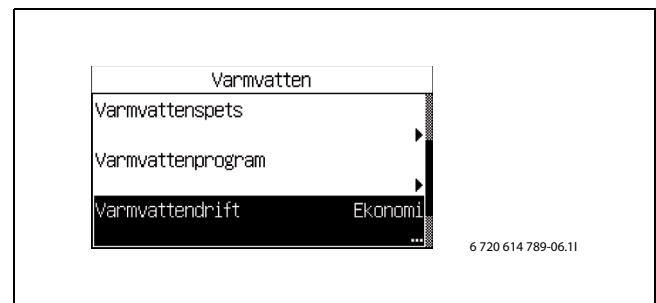 Varmvatten
Varmvattenspets
Varmvattenprogram
Varmvattendrift Ekonomi
...
6 720 614 789-06.1I